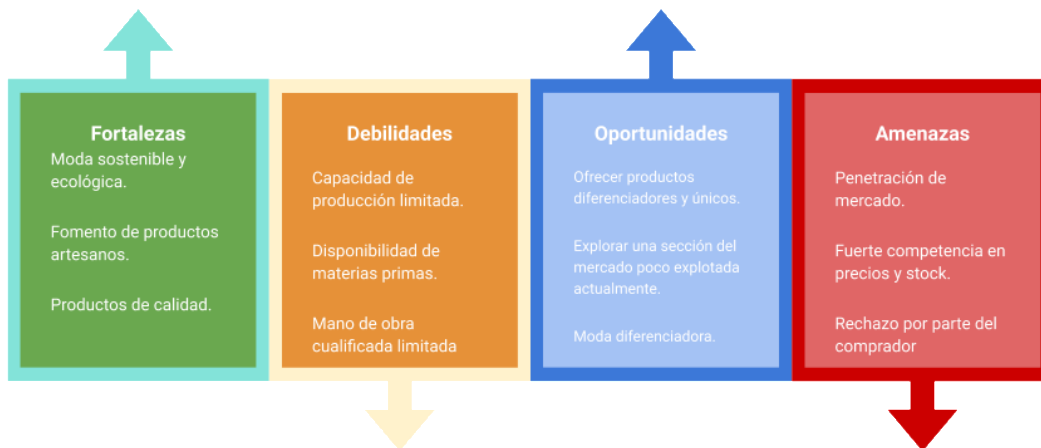 Fortalezas
Moda sostenible y
ecológica.
Fomento de productos
artesanos.
Productos de calidad.
Debilidades
Capacidad de
producción limitada.
Disponibilidad de
materias primas.
Mano de obra
cualificada limitada
Oportunidades
Ofrecer productos
diferenciadores y únicos.
Explorar una sección del
mercado poco explotada
actualmente.
Moda diferenciadora.
Amenazas
Penetración de
mercado.
Fuerte competencia en
precios y stock.
Rechazo por parte del
comprador